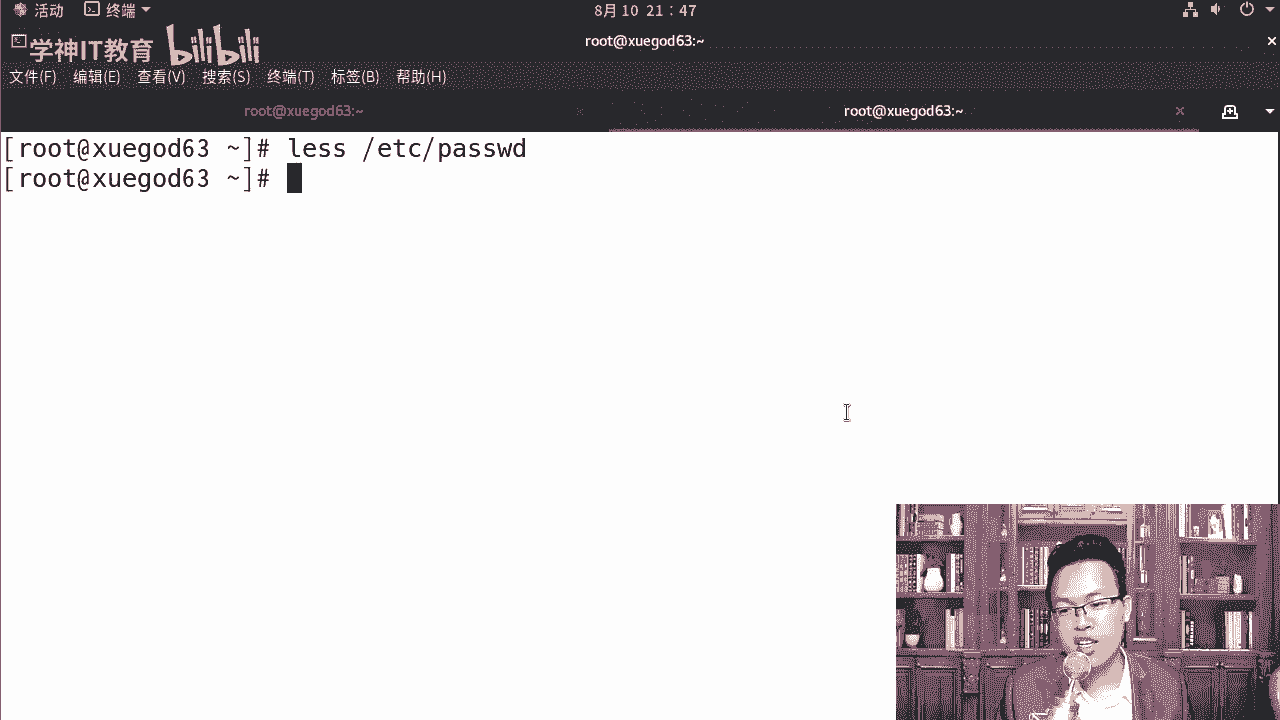 活动 终端 8月 10 21：47
学神IT教育 bilibili root@xuegod63:~
文件(F) 编辑(E) 查看(V) 搜索(S) 终端(T) 标签(B) 帮助(H)
root@xuegod63:~ root@xuegod63:~
[root@xuegod63 ~]# less /etc/passwd
[root@xuegod63 ~]#